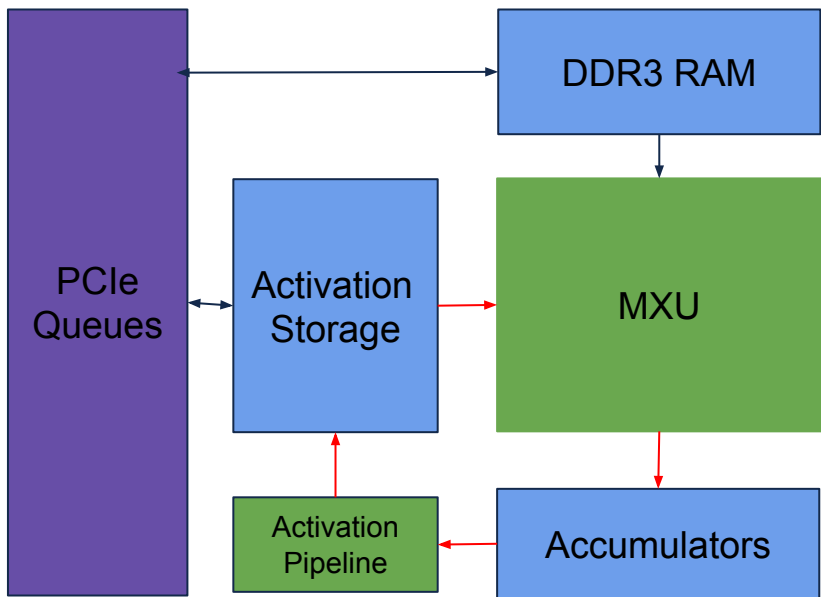 DDR3 RAM
PCIe
Queues
Activation
Storage
MXU
Activation
Pipeline
Accumulators